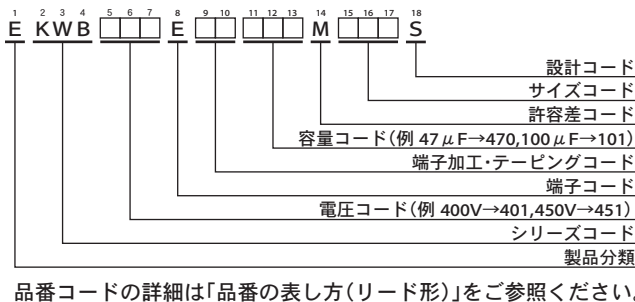 1 2 3 4 5 6 7 8 9 10 11 12 13 14 15 16 17 18
E KWB □□□ E □□ □□□ M □□□ S
設計コード
サイズコード
許容差コード
容量コード(例 47μF→470,100μF→101)
端子加工・テーピングコード
端子コード
電圧コード(例 400V→401,450V→451)
シリーズコード
製品分類
品番コードの詳細は「品番の表し方(リード形)」をご参照ください。